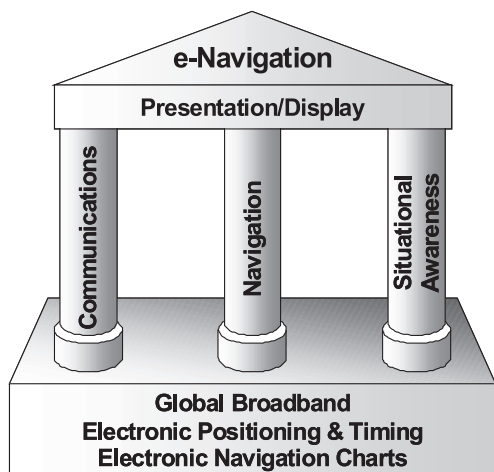 e-Navigation
Presentation/Display
Communications
Navigation
Situational
Awareness
Global Broadband
Electronic Positioning & Timing
Electronic Navigation Charts